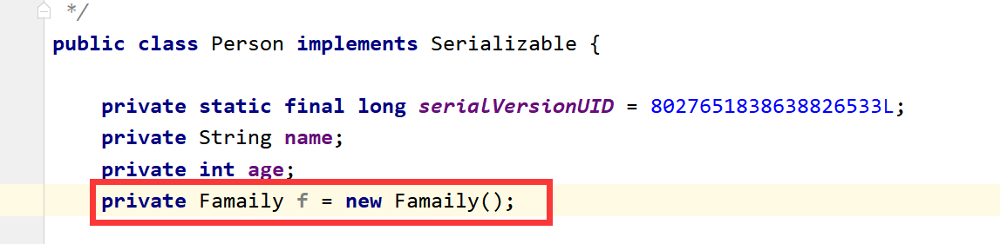 */
public class Person implements Serializable {
private static final long serialVersionUID = 8027651838638826533L;
private String name;
private int age;
private Famaily f = new Famaily();